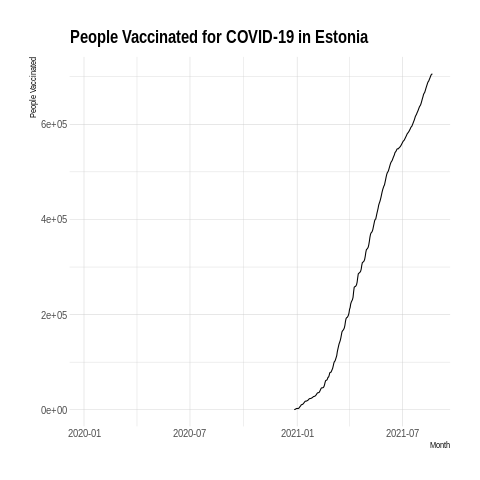 People Vaccinated for COVID-19 in Estonia
People Vaccinated
6e+05
4e+05
2e+05
0e+00
2020-01 2020-07 2021-01 2021-07
Month